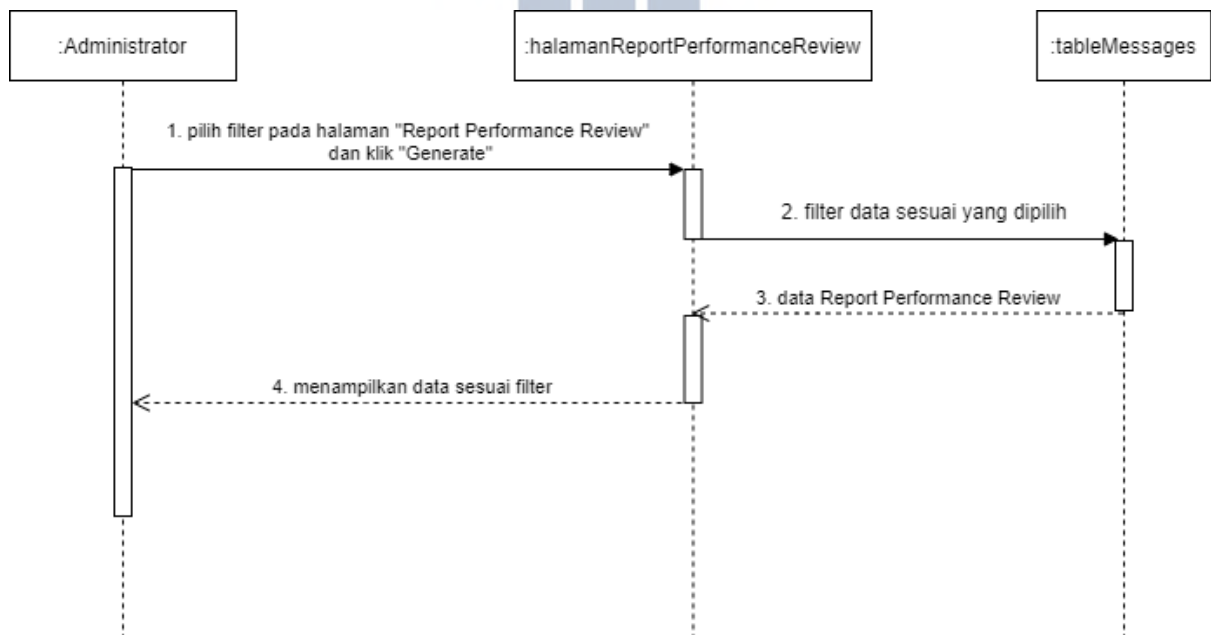 :Administrator
:halamanReportPerformanceReview
:tableMessages
1. pilih filter pada halaman "Report Performance Review"
dan klik "Generate"
2. filter data sesuai yang dipilih
3. data Report Performance Review
4. menampilkan data sesuai filter